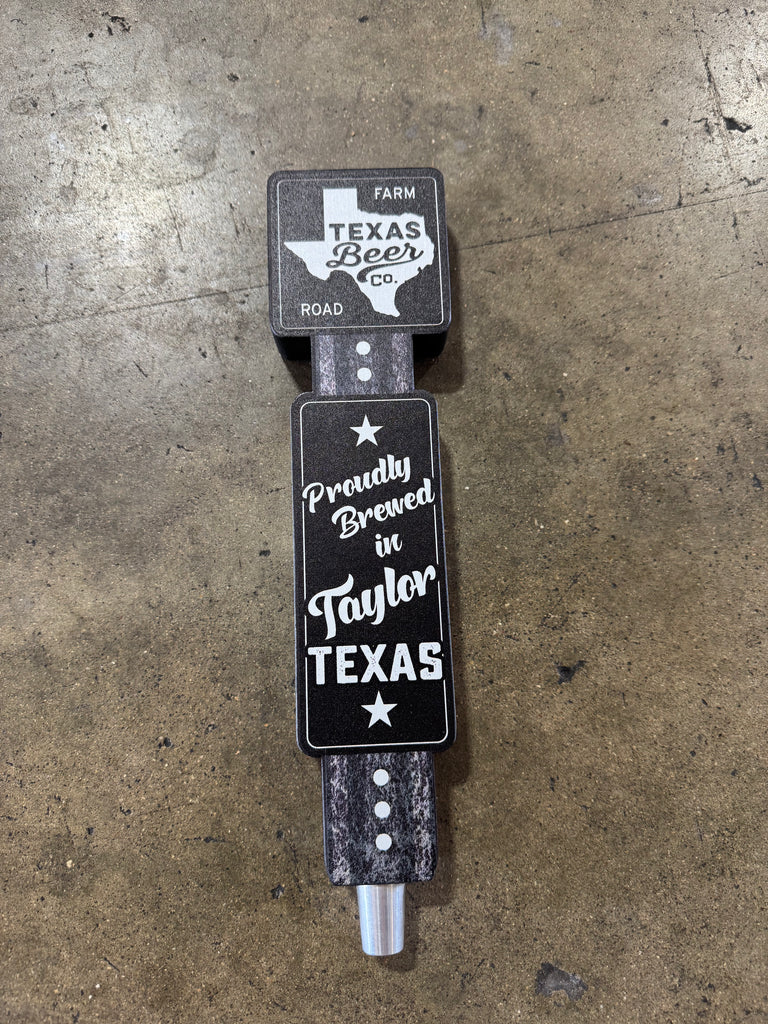 FARM
TEXAS
Beer
Co.
ROAD
Proudly
Brewed
in
Taylor
TEXAS